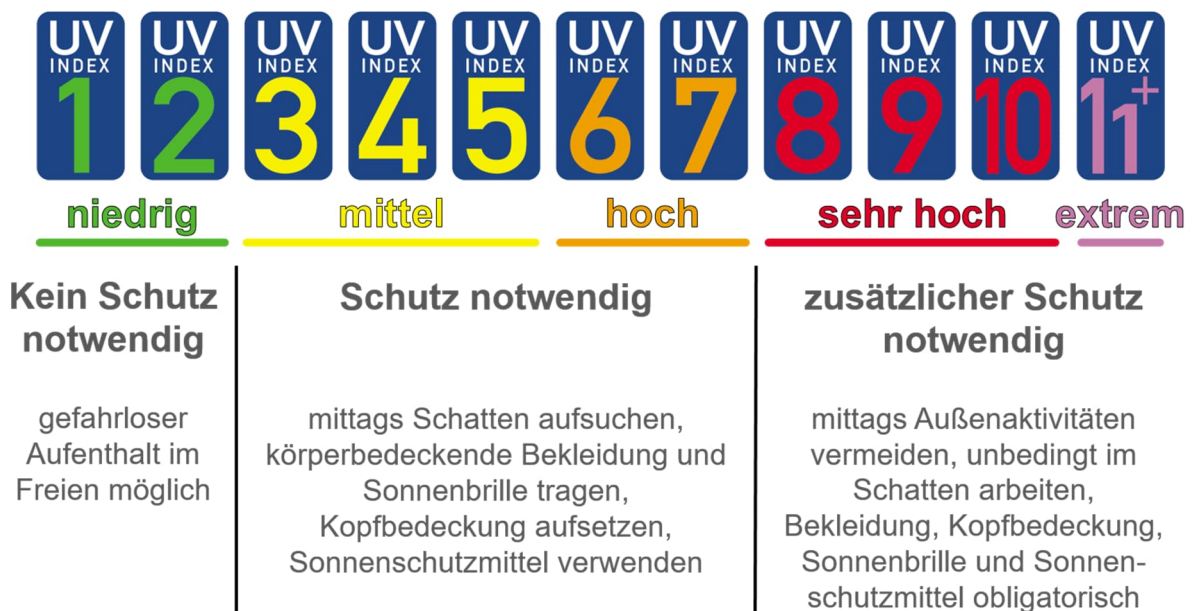 UV INDEX 1
UV INDEX 2
UV INDEX 3
UV INDEX 4
UV INDEX 5
UV INDEX 6
UV INDEX 7
UV INDEX 8
UV INDEX 9
UV INDEX 10
UV INDEX 11+
niedrig
mittel
hoch
sehr hoch
extrem
Kein Schutz
notwendig
gefahrloser
Aufenthalt im
Freien möglich
Schutz notwendig
mittags Schatten aufsuchen,
körperbedeckende Bekleidung und
Sonnenbrille tragen,
Kopfbedeckung aufsetzen,
Sonnenschutzmittel verwenden
zusätzlicher Schutz
notwendig
mittags Außenaktivitäten
vermeiden, unbedingt im
Schatten arbeiten,
Bekleidung, Kopfbedeckung,
Sonnenbrille und Sonnen-
schutzmittel obligatorisch